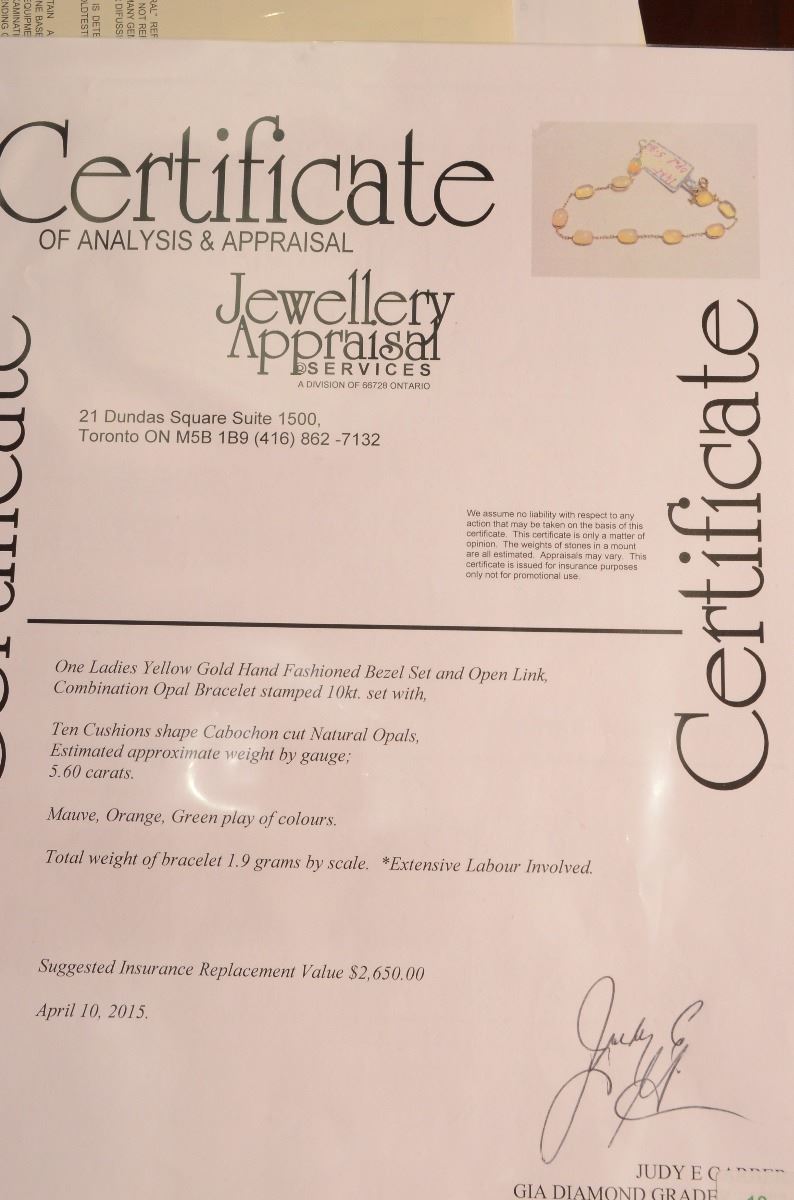 Certificate
OF ANALYSIS & APPRAISAL
Jewellery
Appraisal
SERVICES
A DIVISION OF 66728 ONTARIO
21 Dundas Square Suite 1500,
Toronto ON M5B 1B9 (416) 862 -7132
Certificate
We assume no liability with respect to any
action that may be taken on the basis of this
certificate. This certificate is only a matter of
opinion. The weights of stones in a mount
are all estimated. Appraisals may vary. This
certificate is issued for insurance purposes
only not for promotional use.
One Ladies Yellow Gold Hand Fashioned Bezel Set and Open Link,
Combination Opal Bracelet stamped 10kt. set with,
Ten Cushions shape Cabochon cut Natural Opals,
Estimated approximate weight by gauge;
5.60 carats.
Mauve, Orange, Green play of colours.
Total weight of bracelet 1.9 grams by scale. *Extensive Labour Involved.
Suggested Insurance Replacement Value $2,650.00
April 10, 2015.
JUDY E
GIA DIAMOND GRADE